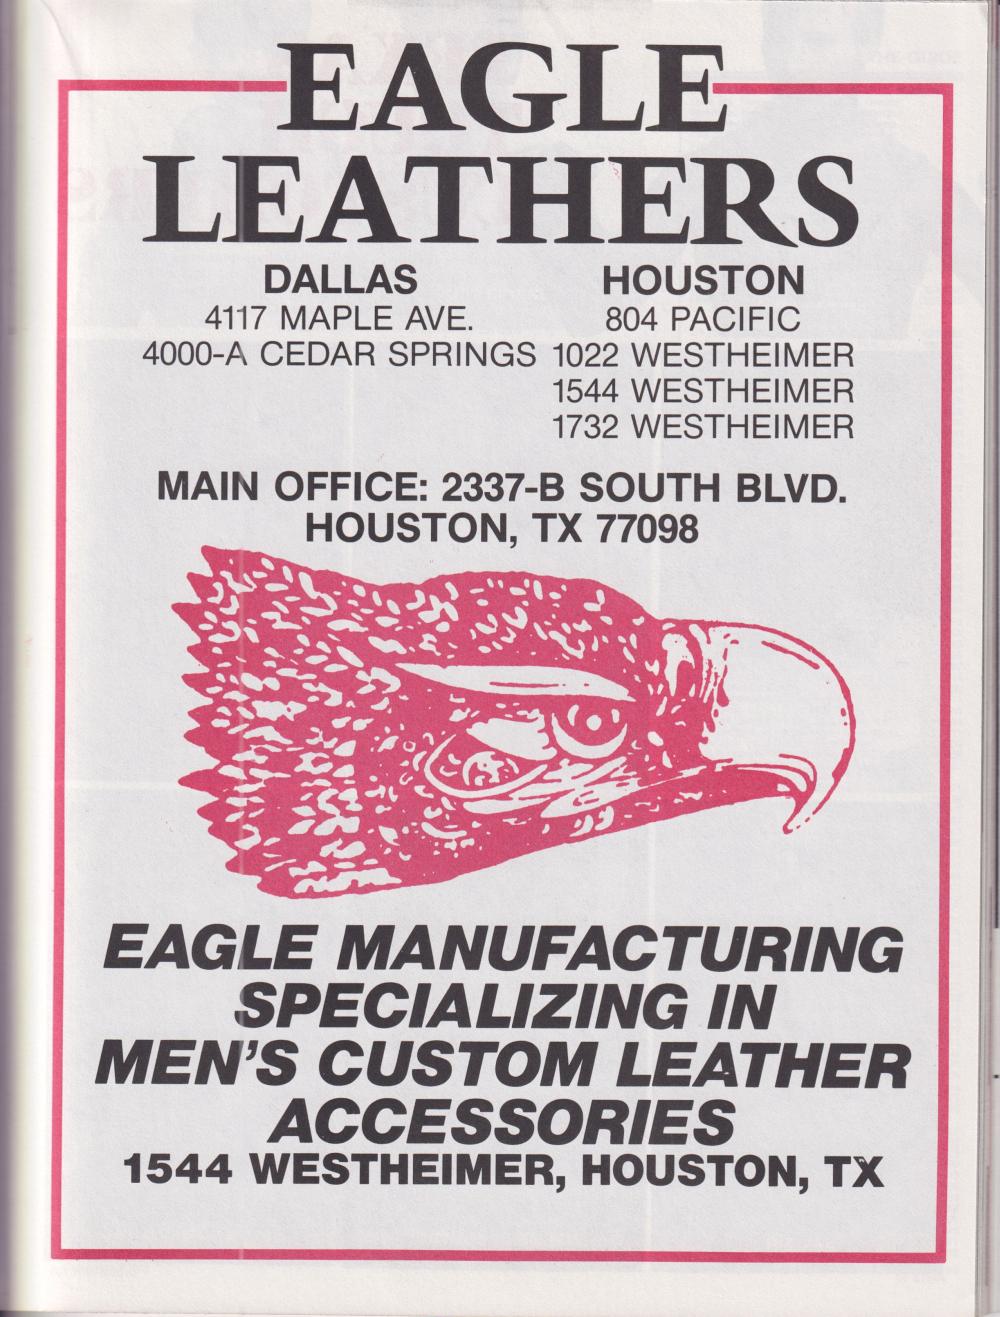 EAGLE
LEATHERS
DALLAS
4117 MAPLE AVE.
4000-A CEDAR SPRINGS
HOUSTON
804 PACIFIC
1022 WESTHEIMER
1544 WESTHEIMER
1732 WESTHEIMER
MAIN OFFICE: 2337-B SOUTH BLVD.
HOUSTON, TX 77098
EAGLE MANUFACTURING
SPECIALIZING IN
MEN'S CUSTOM LEATHER
ACCESSORIES
1544 WESTHEIMER, HOUSTON, TX